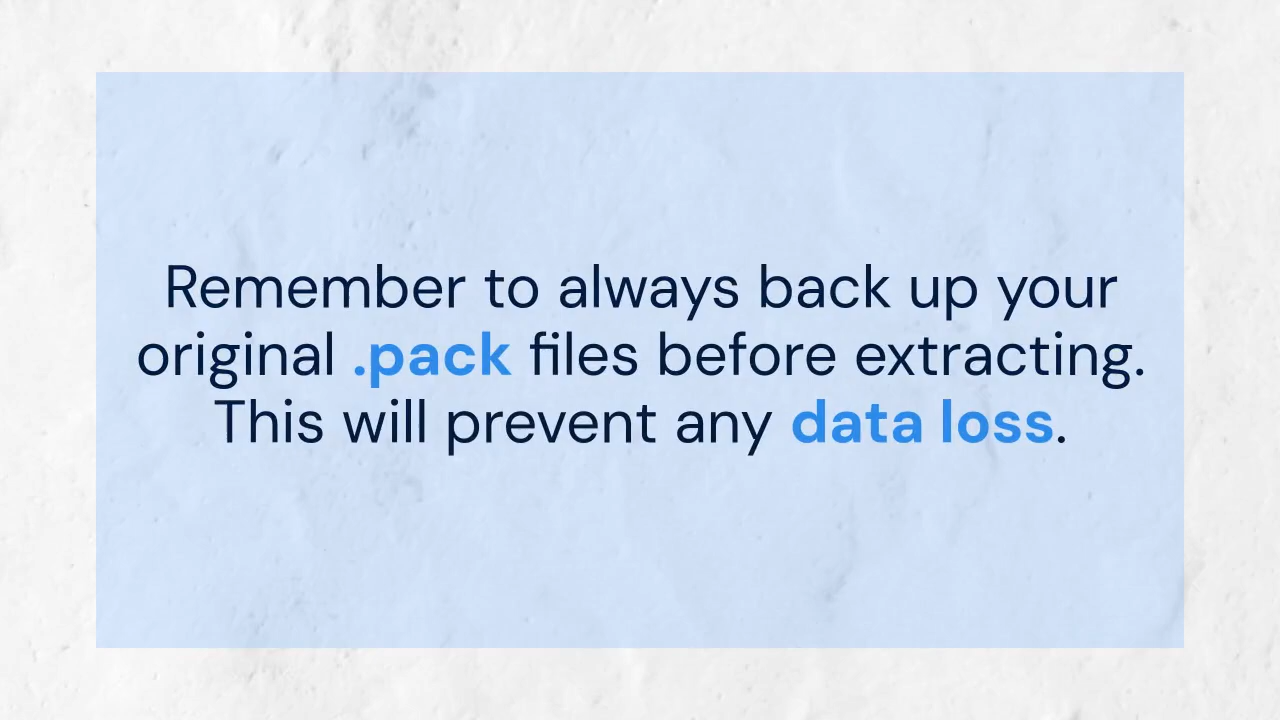 Remember to always back up your
original .pack files before extracting.
This will prevent any data loss.